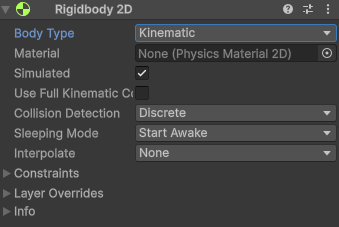 Rigidbody 2D
Body Type Kinematic
Material None (Physics Material 2D)
Simulated
Use Full Kinematic Co
Collision Detection Discrete
Sleeping Mode Start Awake
Interpolate None
Constraints
Layer Overrides
Info